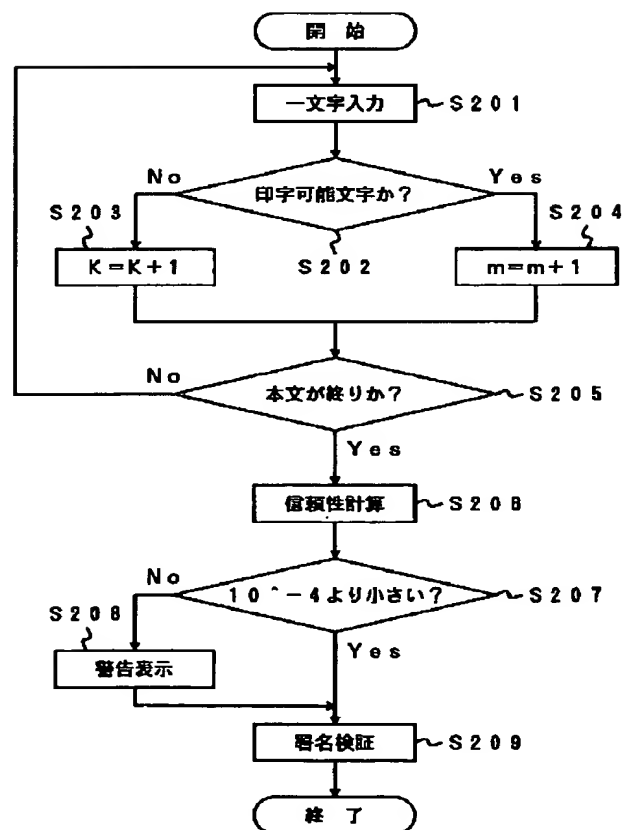 開 始
一文字入力 S201
No Yes
印字可能文字か?
S203 S204
S202
K=K+1 m=m+1
No
本文が終りか? S205
Yes
信頼性計算 S206
No
10^-4より小さい? S207
S208
Yes
警告表示
署名検証 S209
終 了